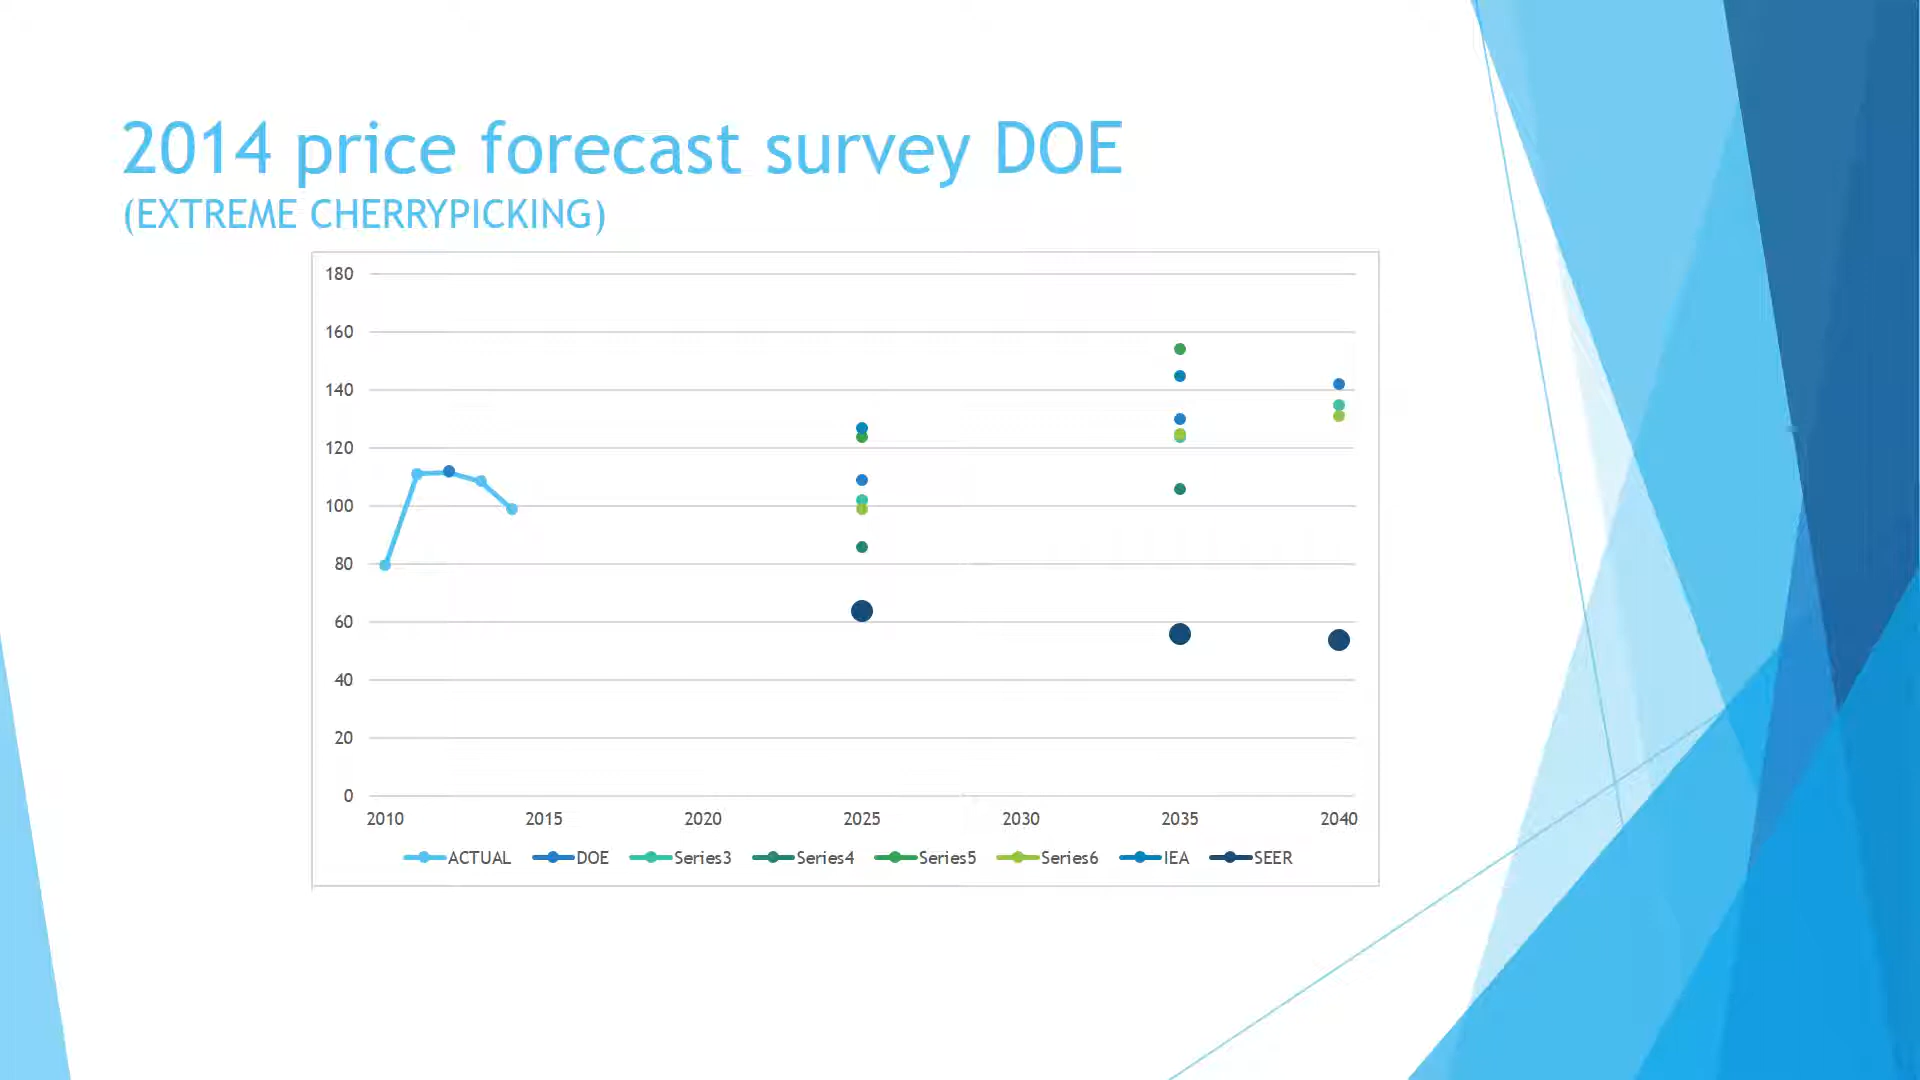 2014 price forecast survey DOE
(EXTREME CHERRYPICKING)
180
160
140
120
100
80
60
40
20
0
2010 2015 2020 2025 2030 2035 2040
ACTUAL DOE Series3 Series4 Series5 Series6 IEA SEER